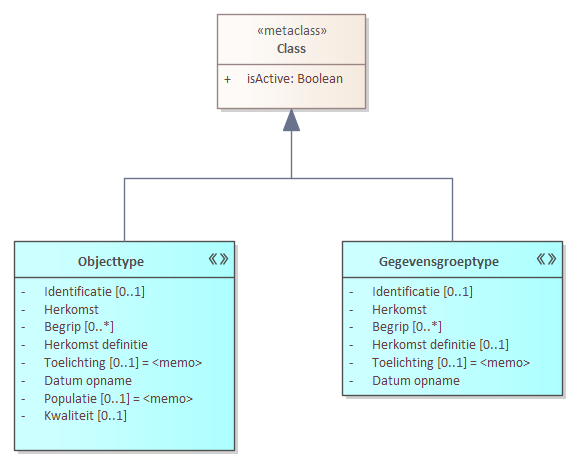 «metaclass»
Class
+ isActive: Boolean
Objecttype «»
- Identificatie [0..1]
- Herkomst
- Begrip [0..*]
- Herkomst definitie
- Toelichting [0..1] = <memo>
- Datum opname
- Populatie [0..1] = <memo>
- Kwaliteit [0..1]
Gegevensgroeptype «»
- Identificatie [0..1]
- Herkomst
- Begrip [0..*]
- Herkomst definitie [0..1]
- Toelichting [0..1] = <memo>
- Datum opname